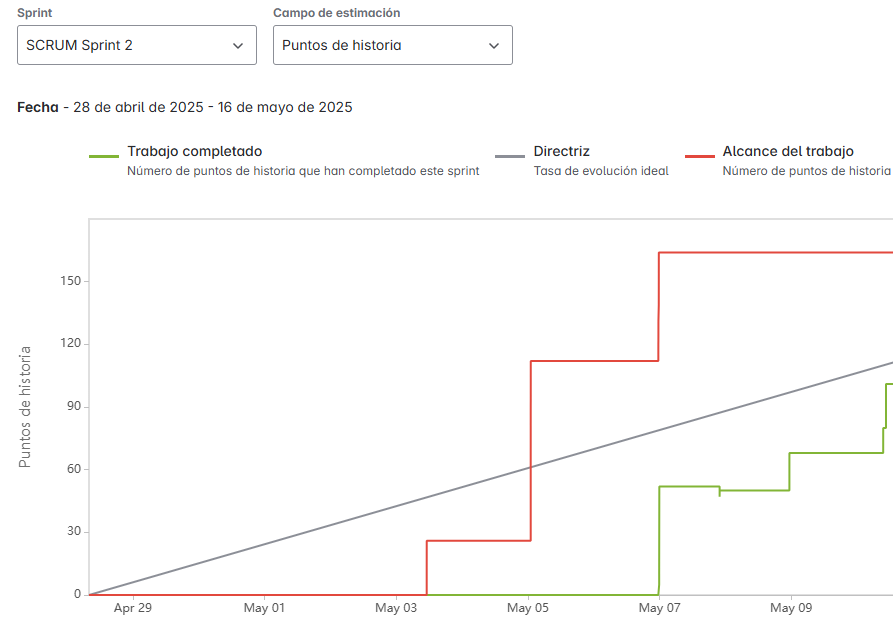 Sprint
Campo de estimación
SCRUM Sprint 2
Puntos de historia
Fecha - 28 de abril de 2025 - 16 de mayo de 2025
Trabajo completado
Número de puntos de historia que han completado este sprint
Directriz
Tasa de evolución ideal
Alcance del trabajo
Número de puntos de historia
Puntos de historia
150
120
90
60
30
0
Apr 29
May 01
May 03
May 05
May 07
May 09